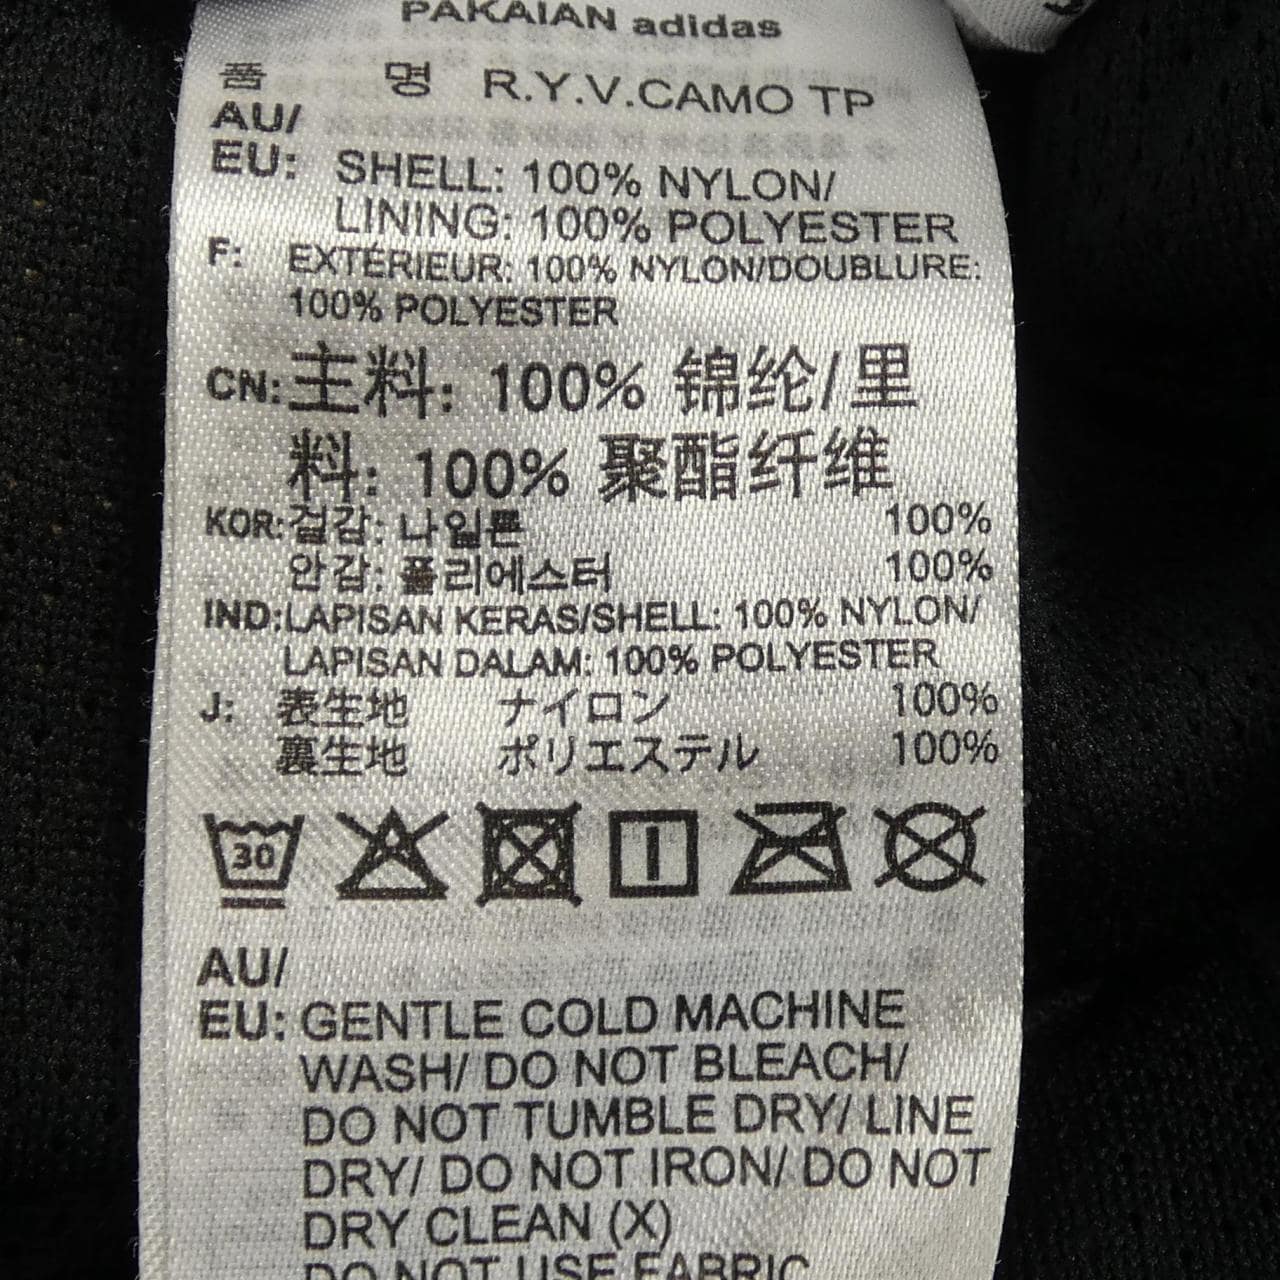 PAKAIAN adidas
품 명 R.Y.V.CAMO TP
AU/
EU: SHELL: 100% NYLON/
LINING: 100% POLYESTER
F: EXTÉRIEUR: 100% NYLON/DOUBLURE:
100% POLYESTER
CN: 主料: 100% 锦纶/里
料: 100% 聚酯纤维
KOR: 겉감: 나일론 100%
안감: 폴리에스터 100%
IND: LAPISAN KERAS/SHELL: 100% NYLON/
LAPISAN DALAM: 100% POLYESTER
J: 表生地 ナイロン 100%
裏生地 ポリエステル 100%
30
AU/
EU: GENTLE COLD MACHINE
WASH/ DO NOT BLEACH/
DO NOT TUMBLE DRY/ LINE
DRY/ DO NOT IRON/ DO NOT
DRY CLEAN (X)
DO NOT USE FABRIC